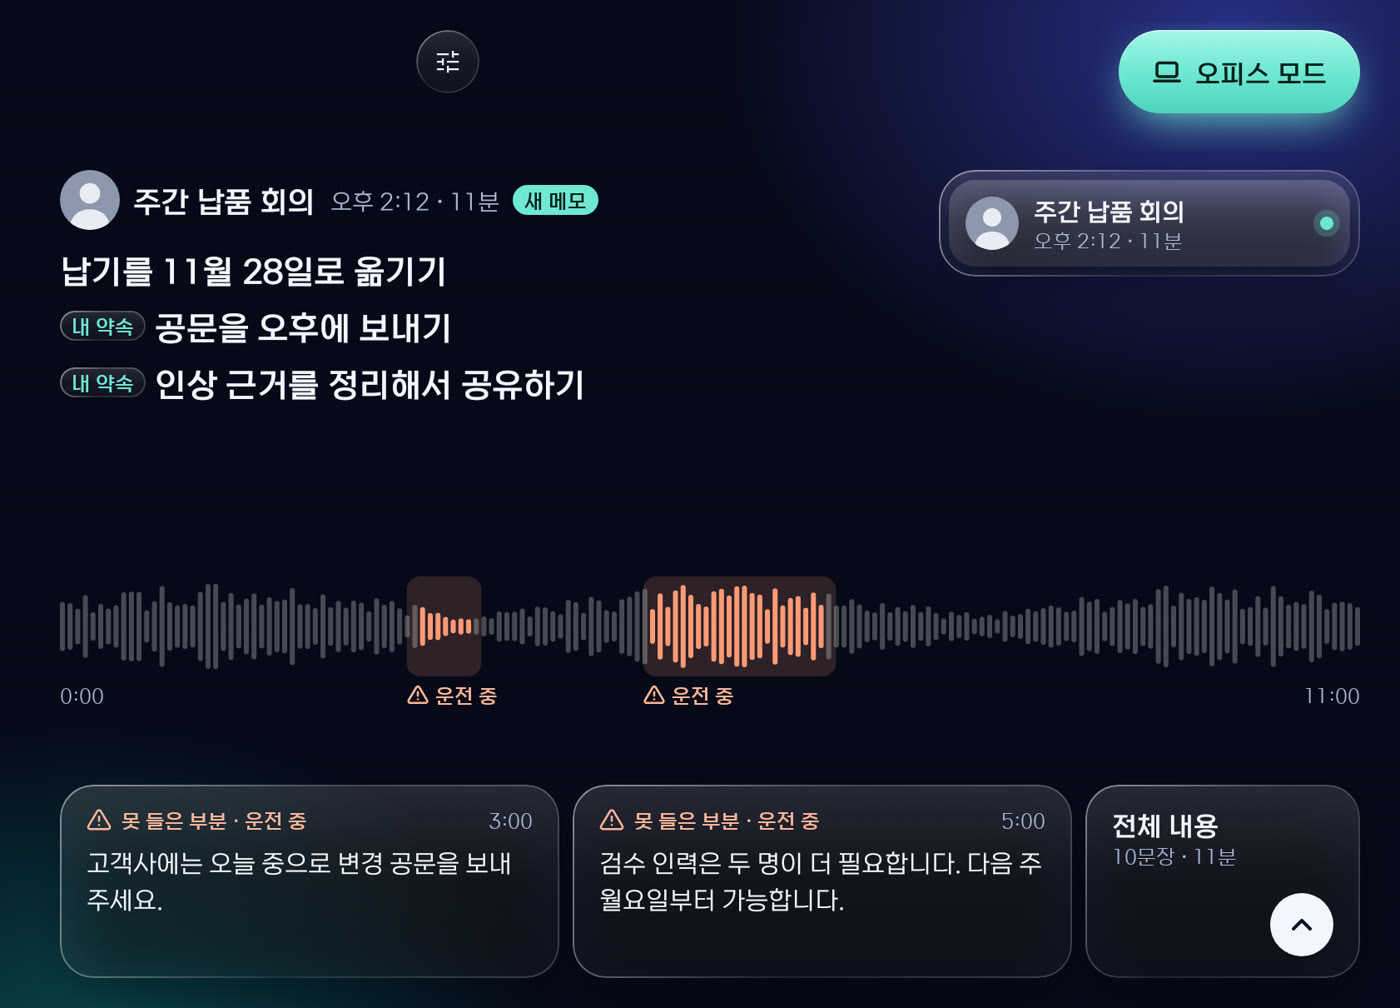 오피스 모드
주간 납품 회의 오후 2:12 · 11분 새 메모
납기를 11월 28일로 옮기기
내 약속 공문을 오후에 보내기
내 약속 인상 근거를 정리해서 공유하기
주간 납품 회의
오후 2:12 · 11분
0:00
운전 중
운전 중
11:00
못 들은 부분 · 운전 중 3:00
고객사에는 오늘 중으로 변경 공문을 보내
주세요.
못 들은 부분 · 운전 중 5:00
검수 인력은 두 명이 더 필요합니다. 다음 주
월요일부터 가능합니다.
전체 내용
10문장 · 11분